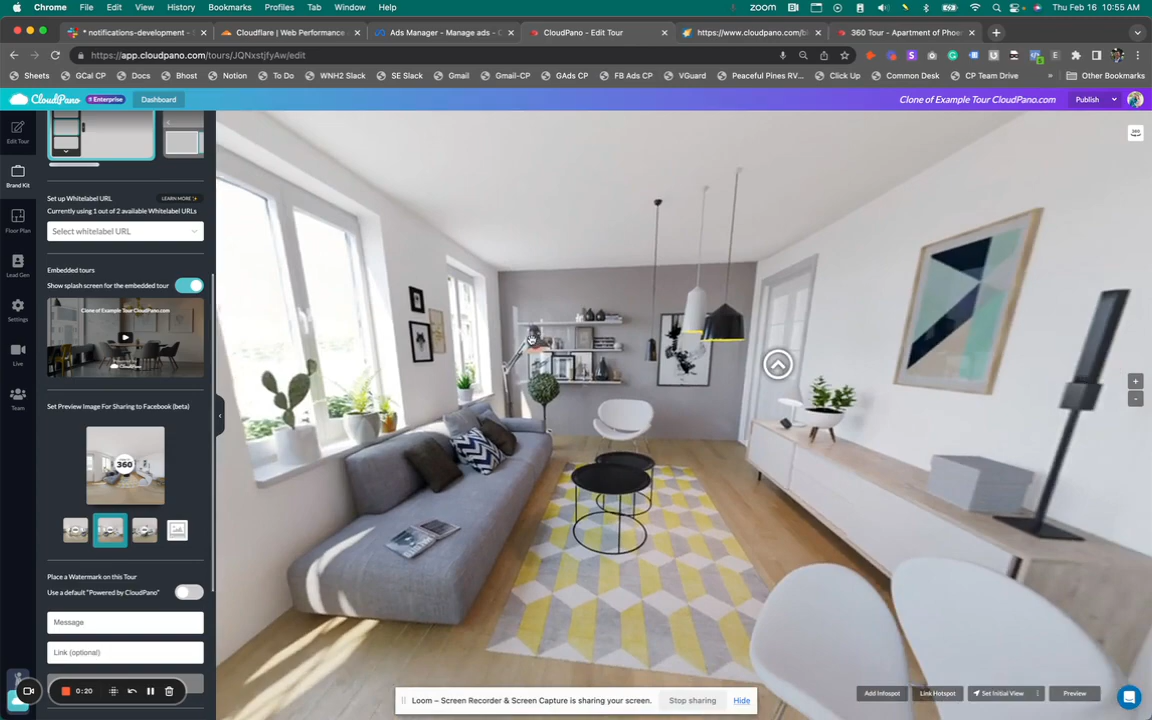 Chrome File Edit View History Bookmarks Profiles Tab Window Help zoom Thu Feb 16 10:55 AM
* notifications-development - S Cloudflare | Web Performance Ads Manager - Manage ads - C CloudPano - Edit Tour https://www.cloudpano.com/bl 360 Tour - Apartment of Phoe
https://app.cloudpano.com/tours/JQNxstjfyAw/edit
Sheets GCal CP Docs Bhost Notion To Do WNH2 Slack SE Slack Gmail Gmail-CP GAds CP FB Ads CP VGuard Peaceful Pines RV... Click Up Common Desk CP Team Drive Other Bookmarks
CloudPano Enterprise Dashboard Clone of Example Tour CloudPano.com Publish
Edit Tour
Brand Kit
Floor Plan
Lead Gen
Settings
Live
Team
Set up Whitelabel URL LEARN MORE
Currently using 1 out of 2 available Whitelabel URLs
Select whitelabel URL
Embedded tours
Show splash screen for the embedded tour
Clone of Example Tour CloudPano.com
CloudPano
Set Preview Image For Sharing to Facebook (beta)
360
Place a Watermark on this Tour
Use a default "Powered by CloudPano"
Message
Link (optional)
0:20
360
+
-
Add Infospot Link Hotspot Set Initial View Preview
Loom – Screen Recorder & Screen Capture is sharing your screen. Stop sharing Hide